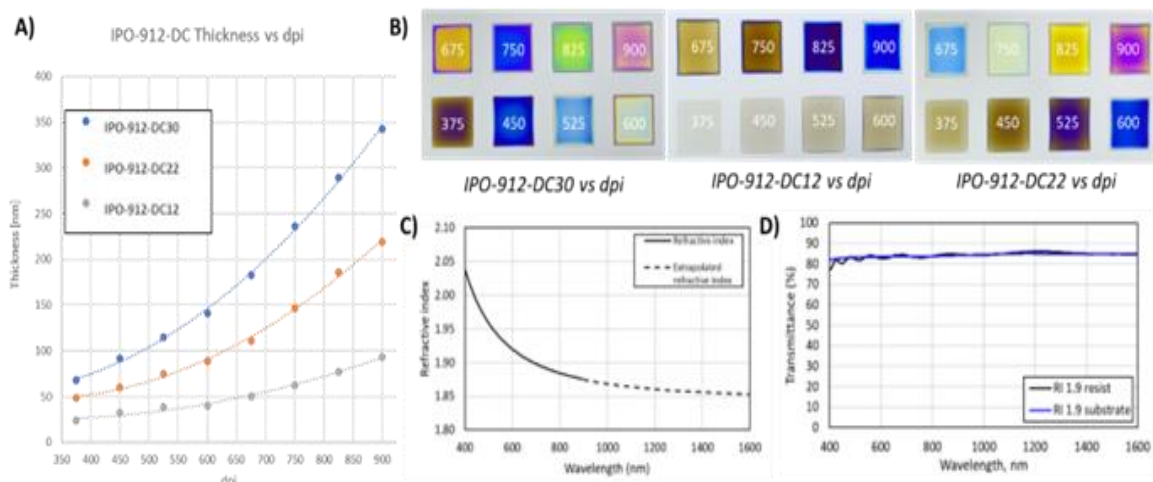 A)
IPO-912-DC Thickness vs dpi
Thickness [nm]
400
350
300
250
200
150
100
50
0
IPO-912-DC30
IPO-912-DC22
IPO-912-DC12
350 400 450 500 550 600 650 700 750 800 850 900
dpi
B)
675 750 825 900
375 450 525 600
IPO-912-DC30 vs dpi
675 750 825 900
375 450 525 600
IPO-912-DC12 vs dpi
675 750 825 900
375 450 525 600
IPO-912-DC22 vs dpi
C)
Refractive index
2.10
2.05
2.00
1.95
1.90
1.85
1.80
Refractive index
Extrapolated
refractive index
400 600 800 1000 1200 1400 1600
Wavelength (nm)
D)
Transmittance (%)
100
90
80
70
60
50
40
30
20
10
0
RI 1.9 resist
RI 1.9 substrate
400 600 800 1000 1200 1400 1600
Wavelength, nm